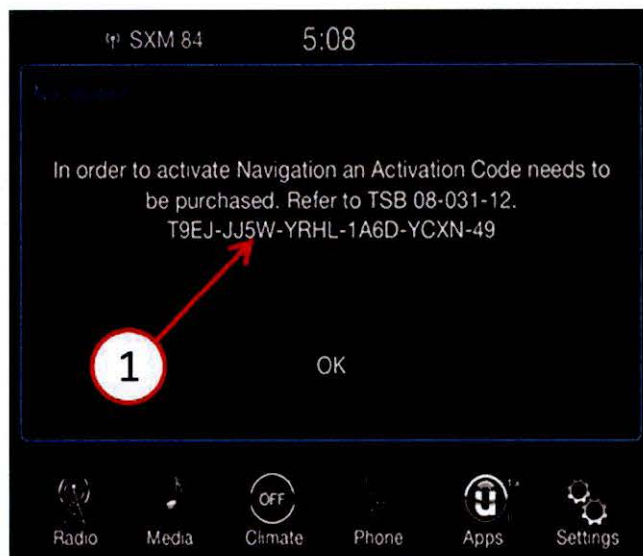 SXM 84
5:08
In order to activate Navigation an Activation Code needs to
be purchased. Refer to TSB 08-031-12.
T9EJ-JJ5W-YRHL-1A6D-YCXN-49
1
OK
OFF
Radio
Media
Climate
Phone
Apps
Settings